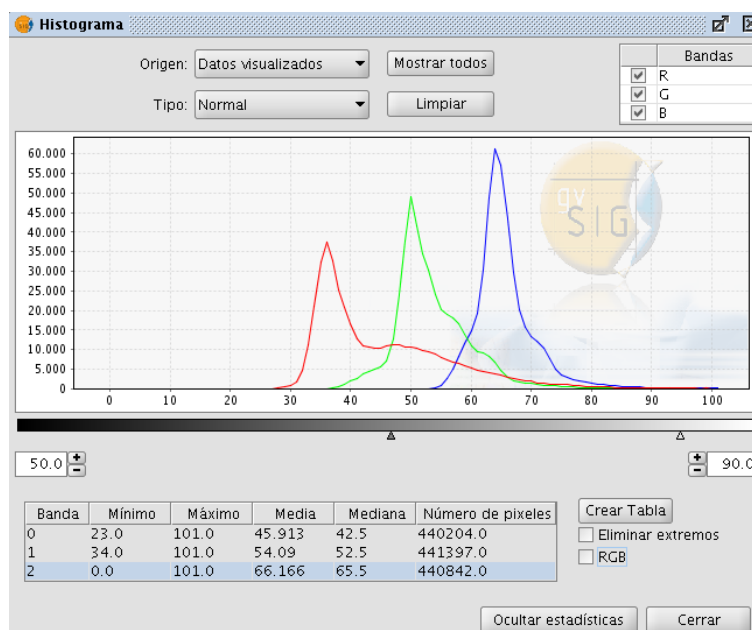 Histograma
Origen: Datos visualizados Mostrar todos
Tipo: Normal Limpiar
Bandas
R
G
B
60.000
55.000
50.000
45.000
40.000
35.000
30.000
25.000
20.000
15.000
10.000
5.000
0
0 10 20 30 40 50 60 70 80 90 100
gv
SIG
50.0 90.0
Banda Mínimo Máximo Media Mediana Número de pixeles
0 23.0 101.0 45.913 42.5 440204.0
1 34.0 101.0 54.09 52.5 441397.0
2 0.0 101.0 66.166 65.5 440842.0
Crear Tabla
Eliminar extremos
RGB
Ocultar estadísticas Cerrar